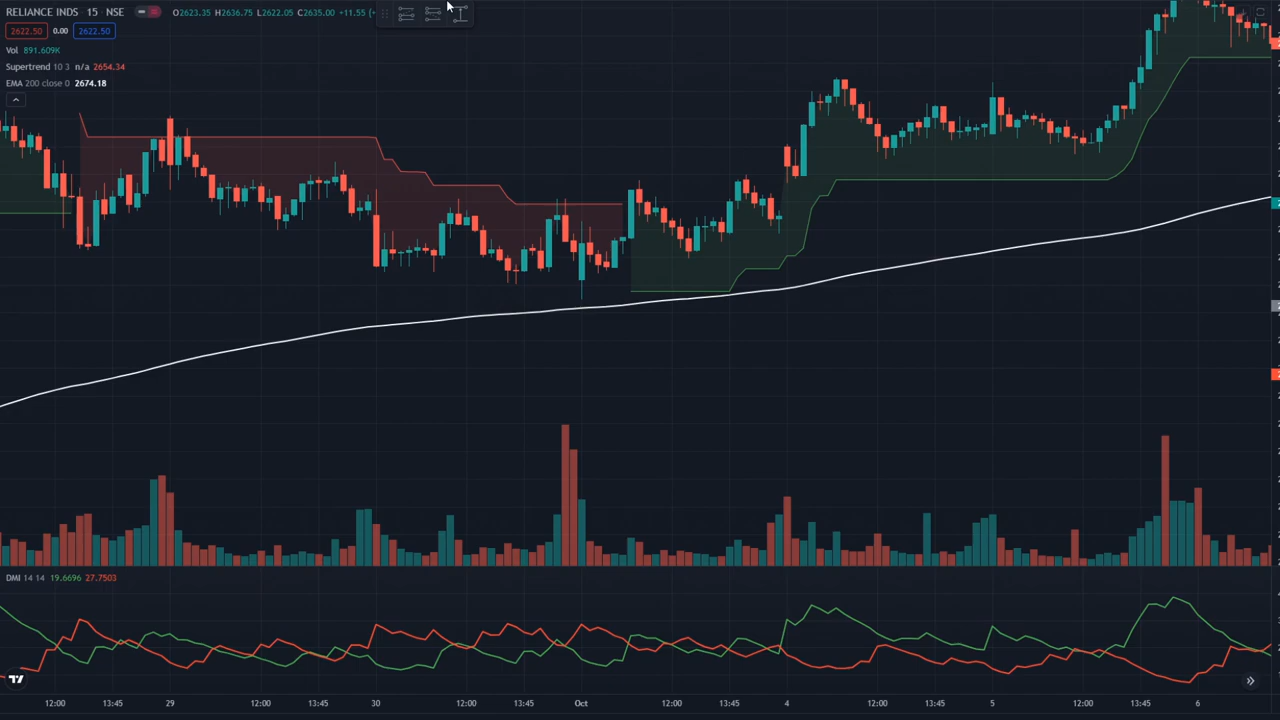 RELIANCE INDS 15 · NSE O2623.35 H2636.75 L2622.05 C2635.00 +11.55 (+
2622.50 0.00 2622.50
Vol 891.609K
Supertrend 10 3 n/a 2654.34
EMA 200 close 0 2674.18
DMI 14 14 19.6696 27.7503
12:00 13:45 29 12:00 13:45 30 12:00 13:45 Oct 12:00 13:45 4 12:00 13:45 5 12:00 13:45 6